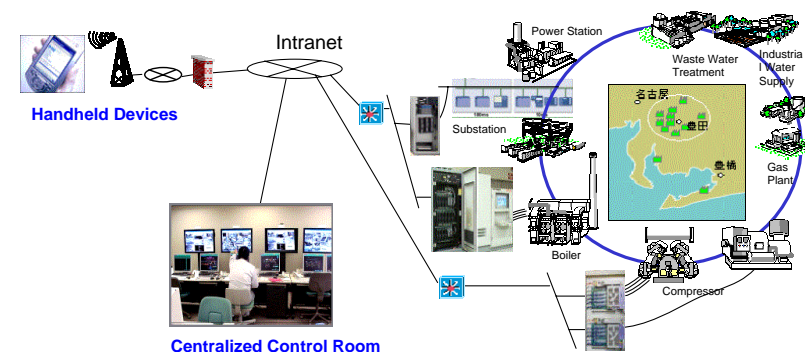 Power Station
Intranet
Waste Water
Treatment
Industria
l Water
Supply
Handheld Devices
100ms
Substation
名古屋
豊田
豊橋
Gas
Plant
Boiler
Compressor
Centralized Control Room